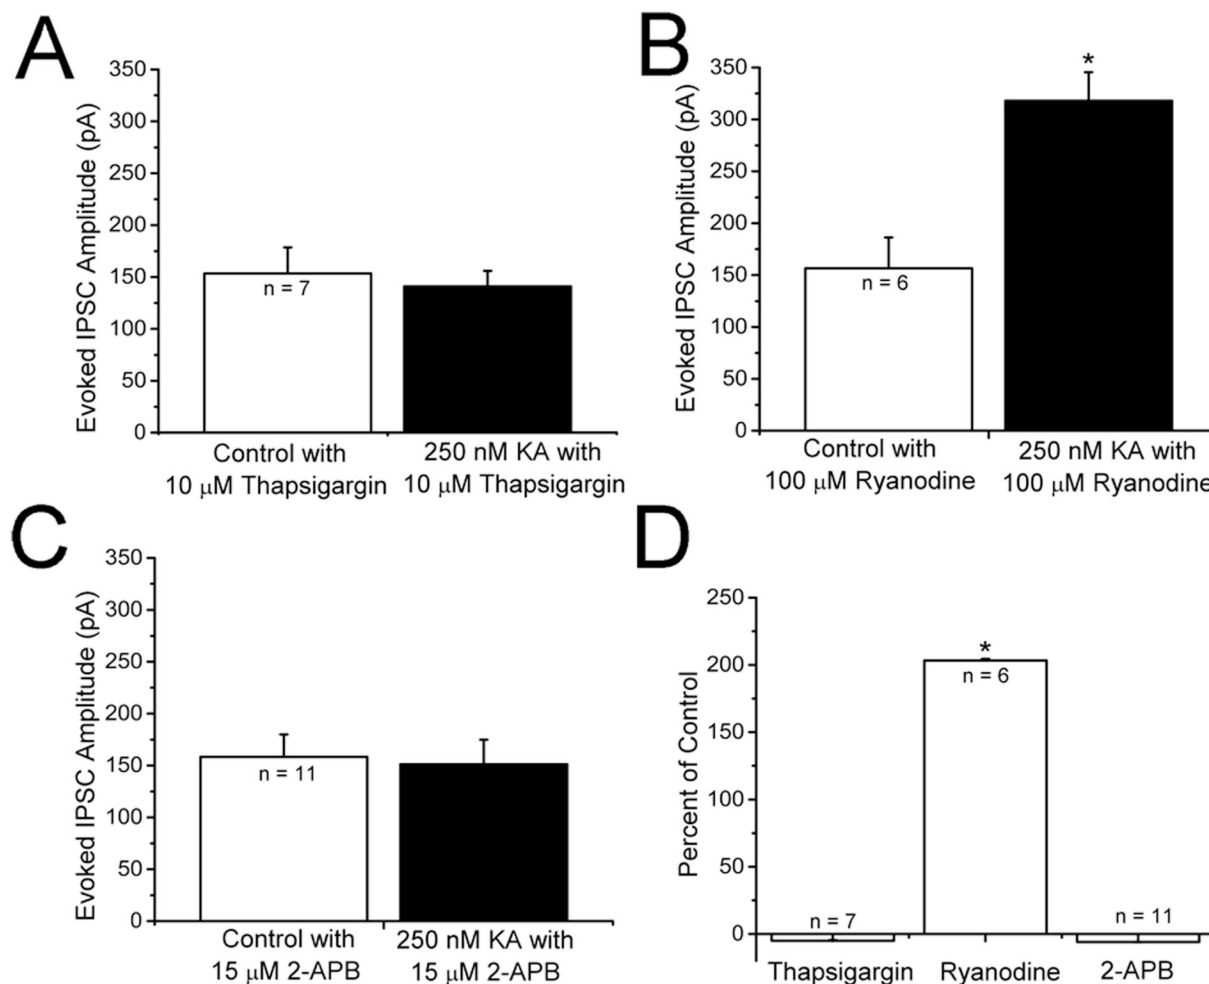 A
Evoked IPSC Amplitude (pA)
350
300
250
200
150
100
50
0
n = 7
Control with
10 μM Thapsigargin
250 nM KA with
10 μM Thapsigargin
B
Evoked IPSC Amplitude (pA)
350
300
250
200
150
100
50
0
n = 6
*
Control with
100 μM Ryanodine
250 nM KA with
100 μM Ryanodine
C
Evoked IPSC Amplitude (pA)
350
300
250
200
150
100
50
0
n = 11
Control with
15 μM 2-APB
250 nM KA with
15 μM 2-APB
D
Percent of Control
250
200
150
100
50
0
n = 7
*
n = 6
n = 11
Thapsigargin
Ryanodine
2-APB